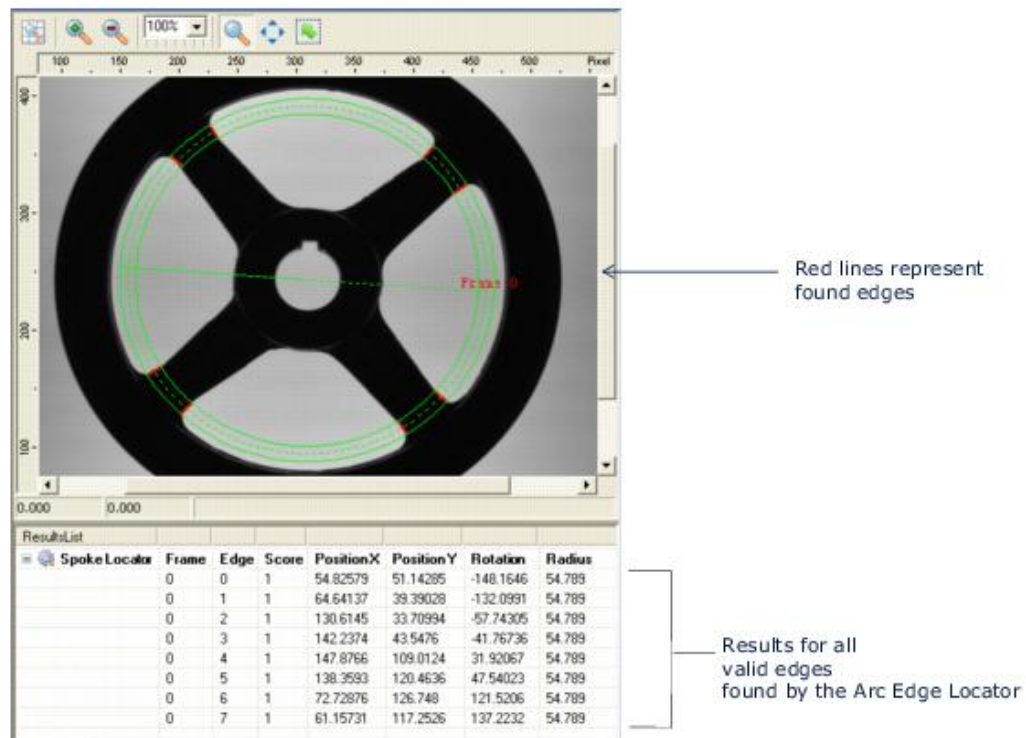 100%
100 150 200 250 300 350 400 450 500 Pixel
400
300
200
100
Frame 0
Red lines represent
found edges
0.000 0.000
ResultsList
Spoke Locator Frame Edge Score PositionX PositionY Rotation Radius
0 0 1 54.82579 51.14285 -148.1646 54.789
0 1 1 64.64137 39.39028 -132.0991 54.789
0 2 1 130.6145 33.70994 -57.74305 54.789
0 3 1 142.2374 43.5476 -41.76736 54.789
0 4 1 147.8766 109.0124 31.92067 54.789
0 5 1 138.3593 120.4636 47.54023 54.789
0 6 1 72.72876 126.748 121.5206 54.789
0 7 1 61.15731 117.2526 137.2232 54.789
Results for all
valid edges
found by the Arc Edge Locator